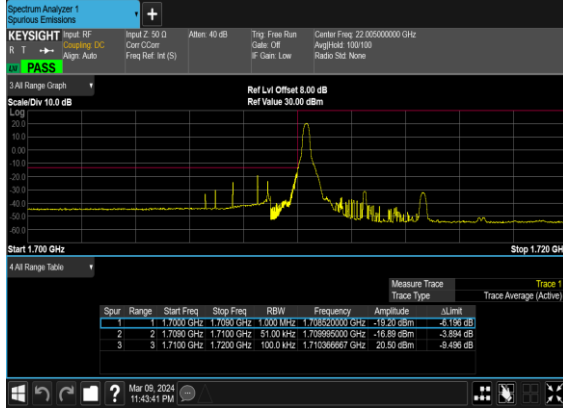 Spectrum Analyzer 1
Spurious Emissions
+
KEYSIGHT Input: RF Input Z: 50 Ω Atten: 40 dB Trig: Free Run Center Freq: 22.005000000 GHz
R T Coupling: DC Corr CCorr Gate: Off Avg|Hold: 100/100
Align: Auto Freq Ref: Int (S) IF Gain: Low Radio Std: None
PASS
3 All Range Graph Ref Lvl Offset 8.00 dB
Scale/Div 10.0 dB Ref Value 30.00 dBm
Log
20.0
10.0
0.00
-10.0
-20.0
-30.0
-40.0
-50.0
-60.0
Start 1.700 GHz Stop 1.720 GH
4 All Range Table
Measure Trace Trace 1
Trace Type Trace Average (Active)
Spur Range Start Freq Stop Freq RBW Frequency Amplitude ΔLimit
1 1 1.7000 GHz 1.7090 GHz 1.000 MHz 1.708520000 GHz -19.20 dBm -6.196 dB
2 2 1.7090 GHz 1.7100 GHz 51.00 kHz 1.709995000 GHz -16.89 dBm -3.894 dB
3 3 1.7100 GHz 1.7200 GHz 100.0 kHz 1.710366667 GHz 20.50 dBm -9.496 dB
? Mar 09, 2024
11:43:41 PM